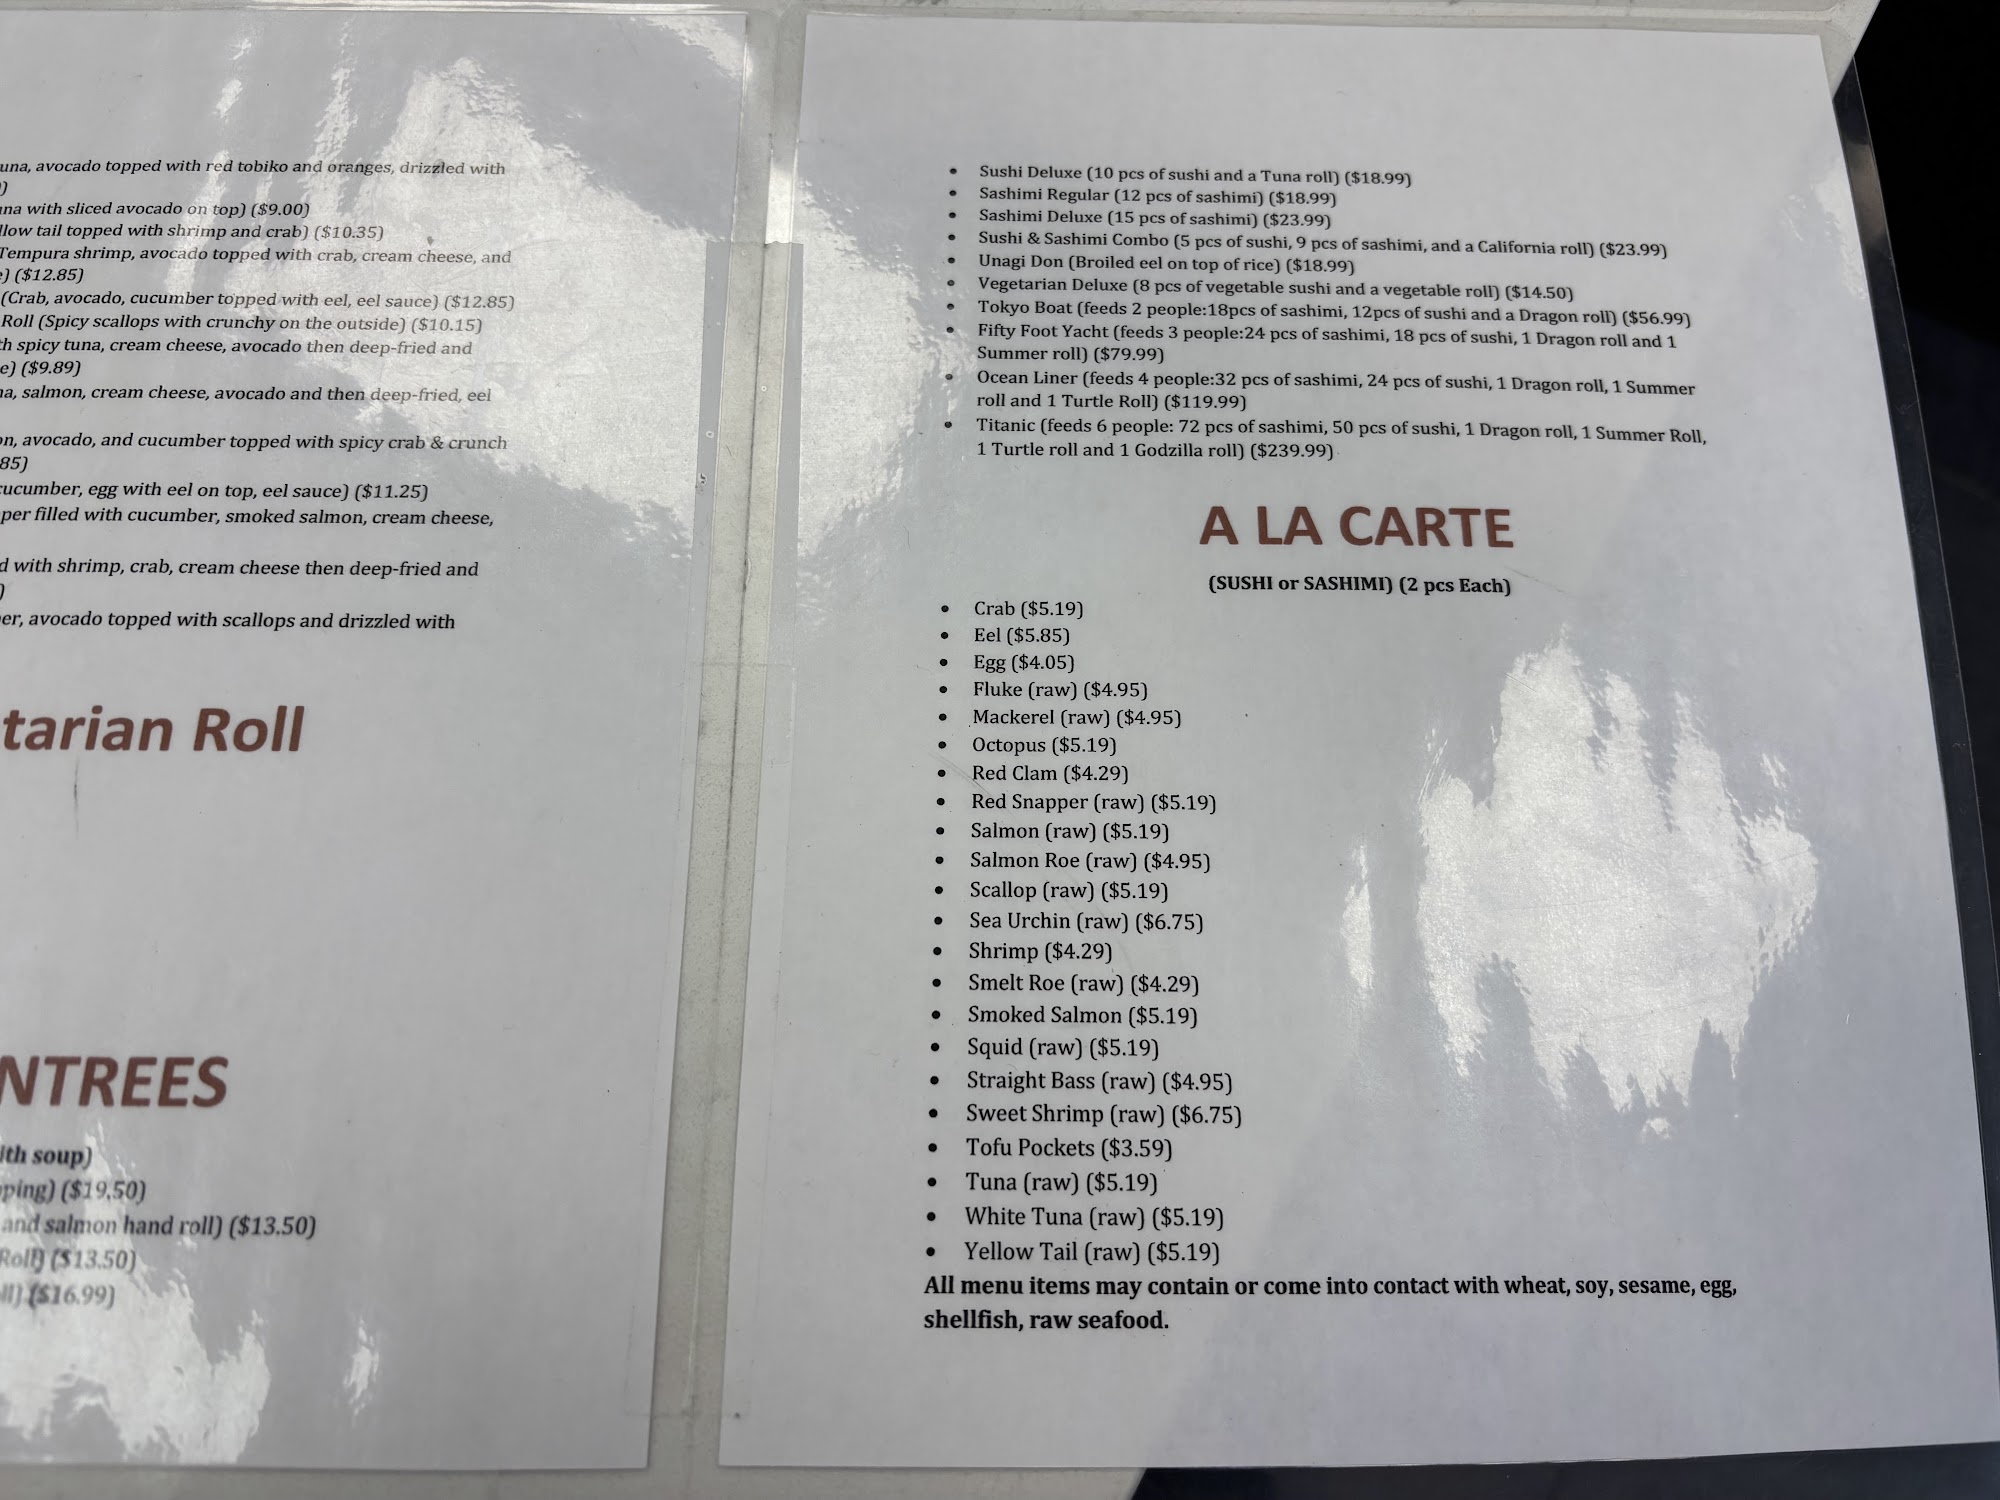 una, avocado topped with red tobiko and oranges, drizzled with
)
una with sliced avocado on top) ($9.00)
llow tail topped with shrimp and crab) ($10.35)
Tempura shrimp, avocado topped with crab, cream cheese, and
e) ($12.85)
(Crab, avocado, cucumber topped with eel, eel sauce) ($12.85)
Roll (Spicy scallops with crunchy on the outside) ($10.15)
th spicy tuna, cream cheese, avocado then deep-fried and
e) ($9.89)
na, salmon, cream cheese, avocado and then deep-fried, eel
on, avocado, and cucumber topped with spicy crab & crunch
85)
cucumber, egg with eel on top, eel sauce) ($11.25)
per filled with cucumber, smoked salmon, cream cheese,
d with shrimp, crab, cream cheese then deep-fried and
)
er, avocado topped with scallops and drizzled with
tarian Roll
NTREES
ith soup)
pping) ($19.50)
and salmon hand roll) ($13.50)
Roll) ($13.50)
ll) ($16.99)
• Sushi Deluxe (10 pcs of sushi and a Tuna roll) ($18.99)
• Sashimi Regular (12 pcs of sashimi) ($18.99)
• Sashimi Deluxe (15 pcs of sashimi) ($23.99)
• Sushi & Sashimi Combo (5 pcs of sushi, 9 pcs of sashimi, and a California roll) ($23.99)
• Unagi Don (Broiled eel on top of rice) ($18.99)
• Vegetarian Deluxe (8 pcs of vegetable sushi and a vegetable roll) ($14.50)
• Tokyo Boat (feeds 2 people:18pcs of sashimi, 12pcs of sushi and a Dragon roll) ($56.99)
• Fifty Foot Yacht (feeds 3 people:24 pcs of sashimi, 18 pcs of sushi, 1 Dragon roll and 1
Summer roll) ($79.99)
• Ocean Liner (feeds 4 people:32 pcs of sashimi, 24 pcs of sushi, 1 Dragon roll, 1 Summer
roll and 1 Turtle Roll) ($119.99)
• Titanic (feeds 6 people: 72 pcs of sashimi, 50 pcs of sushi, 1 Dragon roll, 1 Summer Roll,
1 Turtle roll and 1 Godzilla roll) ($239.99)
A LA CARTE
(SUSHI or SASHIMI) (2 pcs Each)
• Crab ($5.19)
• Eel ($5.85)
• Egg ($4.05)
• Fluke (raw) ($4.95)
• Mackerel (raw) ($4.95)
• Octopus ($5.19)
• Red Clam ($4.29)
• Red Snapper (raw) ($5.19)
• Salmon (raw) ($5.19)
• Salmon Roe (raw) ($4.95)
• Scallop (raw) ($5.19)
• Sea Urchin (raw) ($6.75)
• Shrimp ($4.29)
• Smelt Roe (raw) ($4.29)
• Smoked Salmon ($5.19)
• Squid (raw) ($5.19)
• Straight Bass (raw) ($4.95)
• Sweet Shrimp (raw) ($6.75)
• Tofu Pockets ($3.59)
• Tuna (raw) ($5.19)
• White Tuna (raw) ($5.19)
• Yellow Tail (raw) ($5.19)
All menu items may contain or come into contact with wheat, soy, sesame, egg,
shellfish, raw seafood.